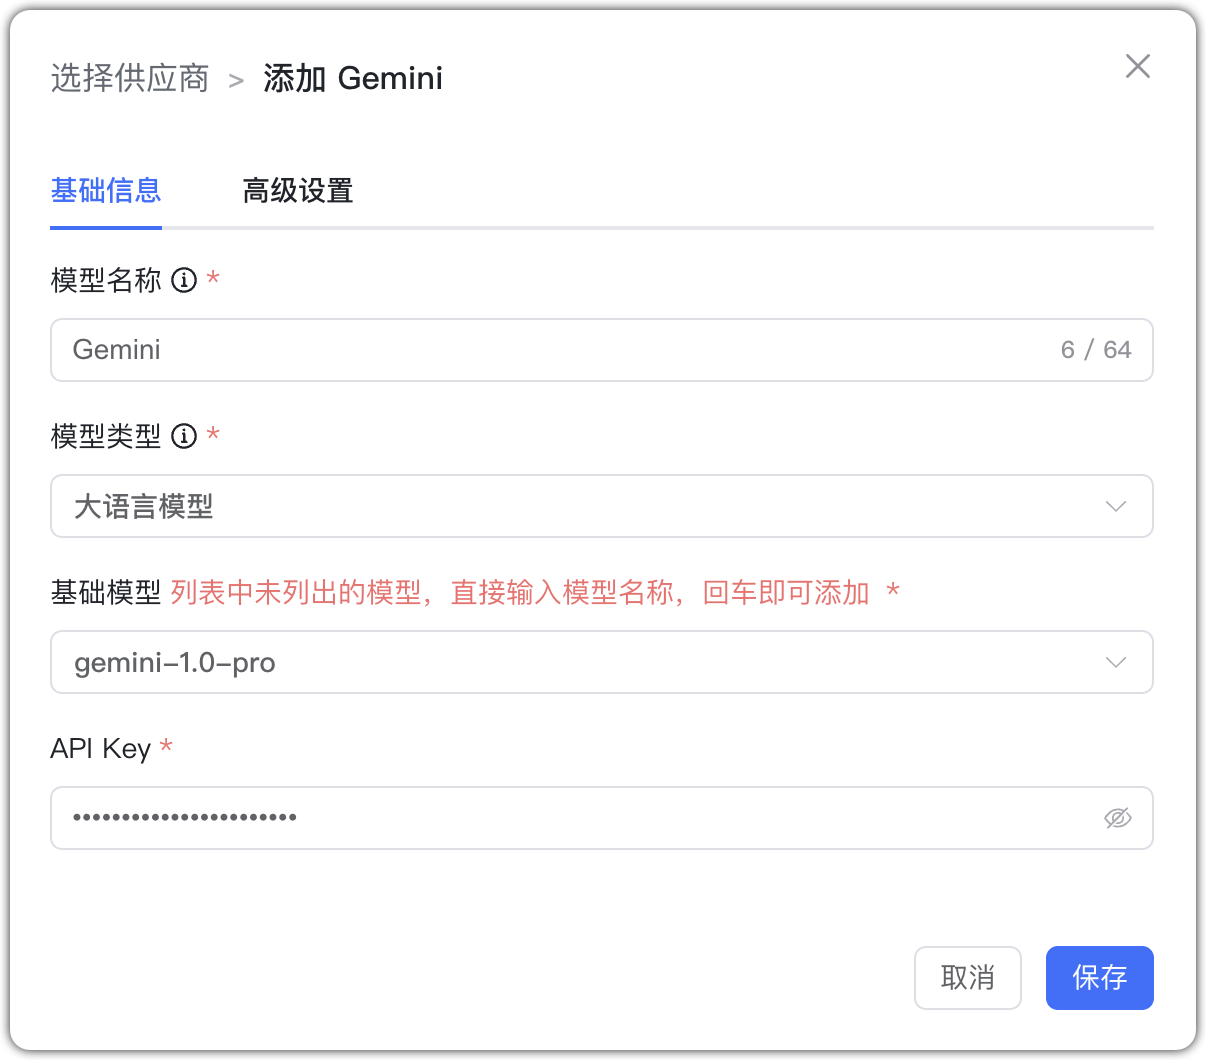 选择供应商 > 添加 Gemini
基础信息 高级设置
模型名称 *
Gemini 6 / 64
模型类型 *
大语言模型
基础模型 列表中未列出的模型，直接输入模型名称，回车即可添加 *
gemini-1.0-pro
API Key *
•••••••••••••••••••••••
取消 保存